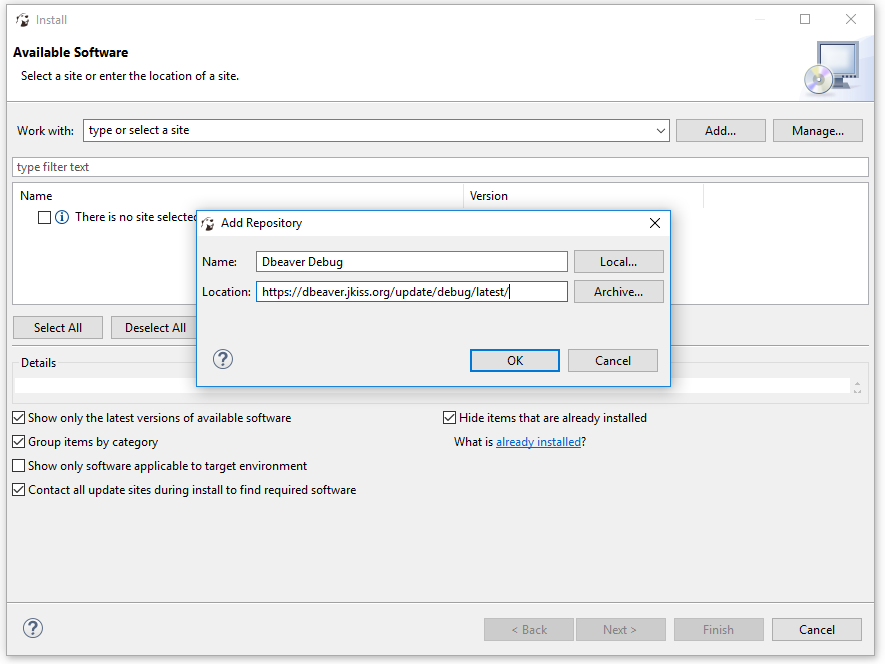 Install
Available Software
Select a site or enter the location of a site.
Work with: type or select a site Add... Manage...
type filter text
Name Version
There is no site selected
Add Repository
Name: Dbeaver Debug Local...
Location: https://dbeaver.jkiss.org/update/debug/latest/ Archive...
? OK Cancel
Select All Deselect All
Details
Show only the latest versions of available software Hide items that are already installed
Group items by category What is already installed?
Show only software applicable to target environment
Contact all update sites during install to find required software
? < Back Next > Finish Cancel